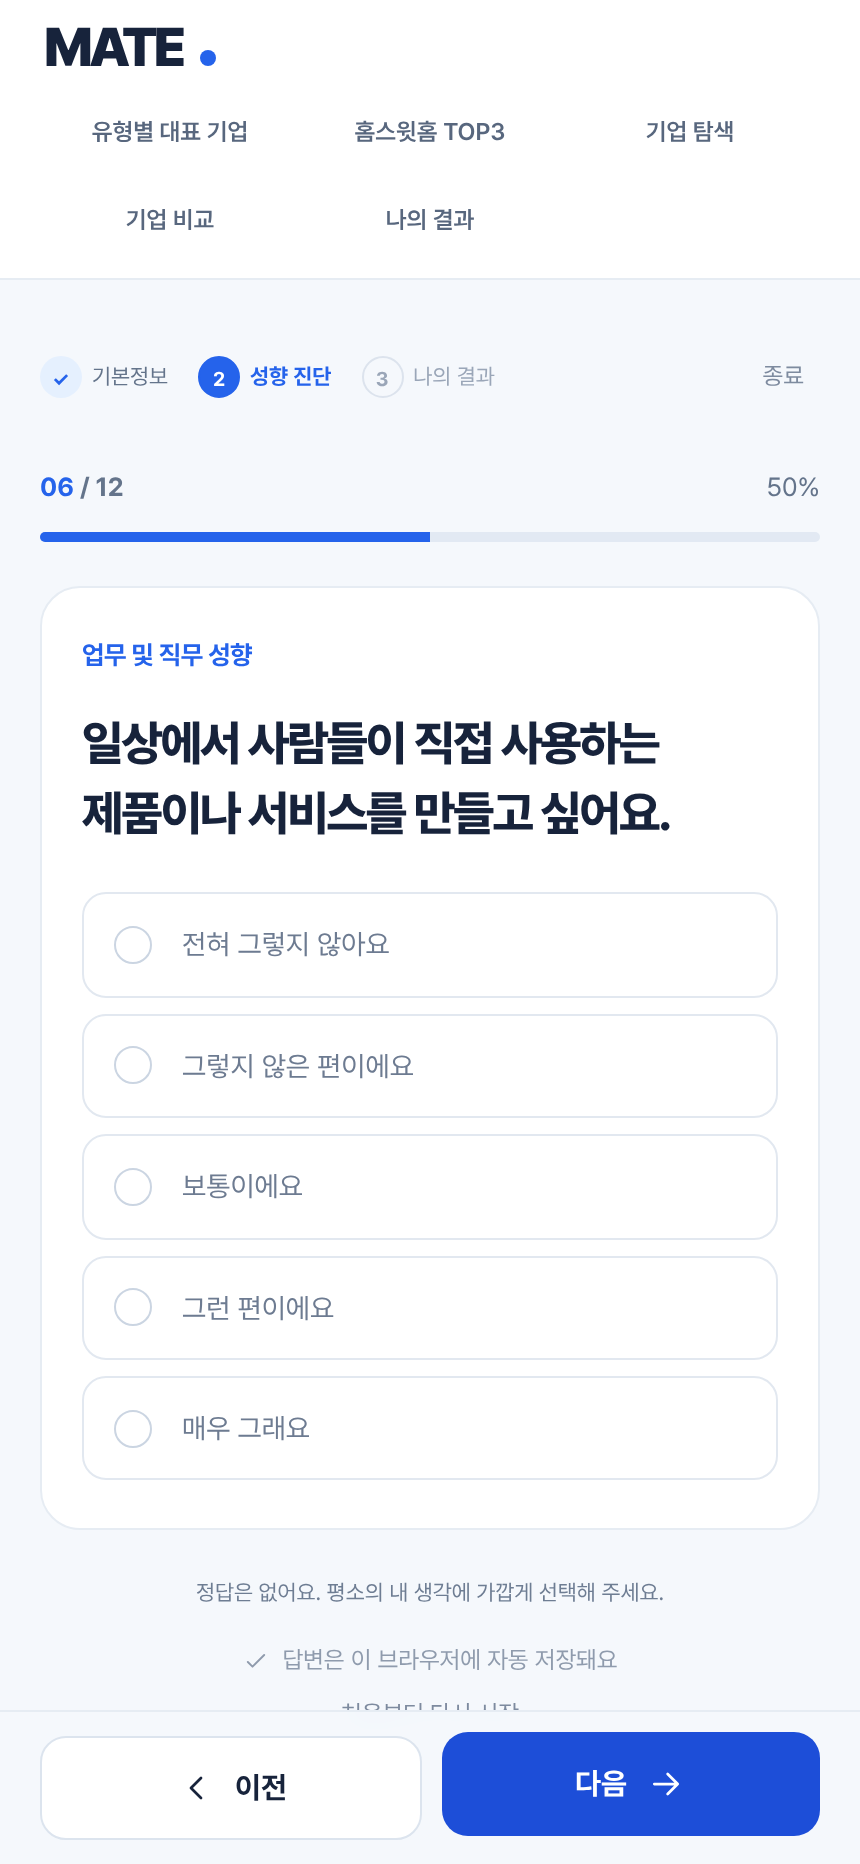 MATE
유형별 대표 기업
홈스윗홈 TOP3
기업 탐색
기업 비교
나의 결과
기본정보
2 성향 진단
3 나의 결과
종료
06 / 12
50%
업무 및 직무 성향
일상에서 사람들이 직접 사용하는
제품이나 서비스를 만들고 싶어요.
전혀 그렇지 않아요
그렇지 않은 편이에요
보통이에요
그런 편이에요
매우 그래요
정답은 없어요. 평소의 내 생각에 가깝게 선택해 주세요.
답변은 이 브라우저에 자동 저장돼요
이전
다음